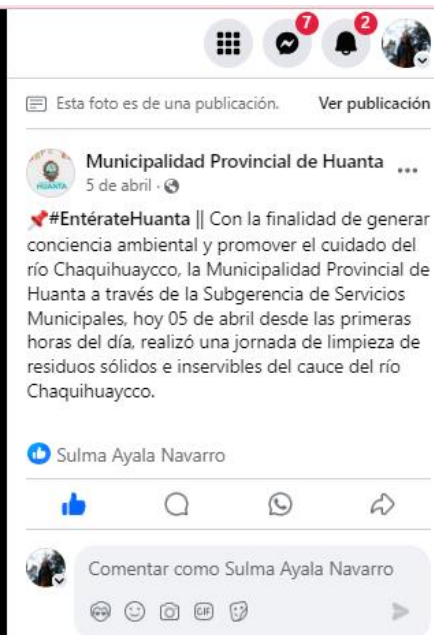 7
2
Esta foto es de una publicación. Ver publicación
Municipalidad Provincial de Huanta ...
5 de abril ·
HUANTA
📌#EntérateHuanta || Con la finalidad de generar
conciencia ambiental y promover el cuidado del
río Chaquihuaycco, la Municipalidad Provincial de
Huanta a través de la Subgerencia de Servicios
Municipales, hoy 05 de abril desde las primeras
horas del día, realizó una jornada de limpieza de
residuos sólidos e inservibles del cauce del río
Chaquihuaycco.
Sulma Ayala Navarro
Comentar como Sulma Ayala Navarro
GIF